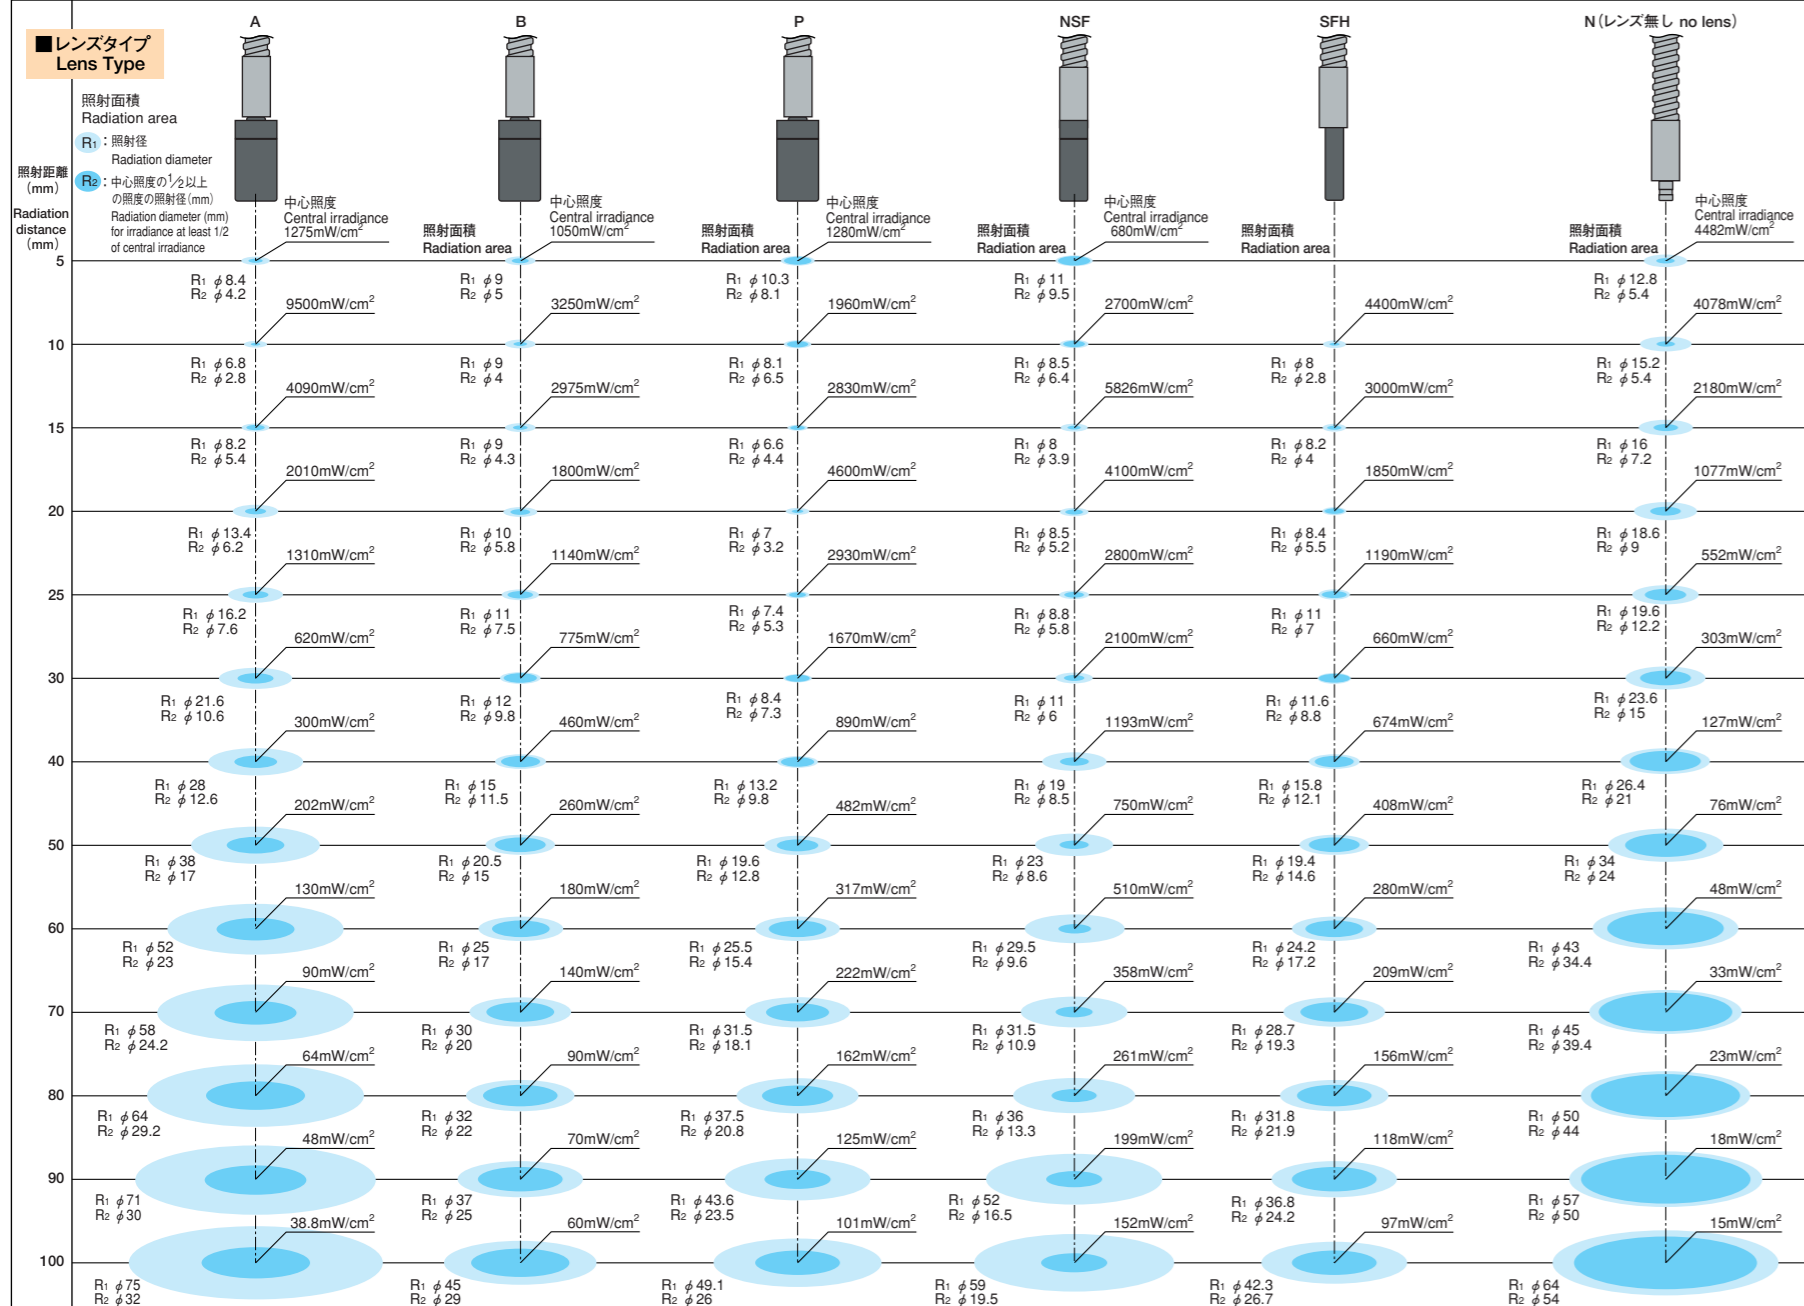 A
B
P
NSF
SFH
N(レンズ無し no lens)
■レンズタイプ
Lens Type
照射面積
Radiation area
R1 : 照射径
Radiation diameter
R2 : 中心照度の1/2以上
の照度の照射径(mm)
Radiation diameter (mm)
for irradiance at least 1/2
of central irradiance
照射距離
(mm)
Radiation
distance
(mm)
中心照度
Central irradiance
1275mW/cm²
照射面積
Radiation area
中心照度
Central irradiance
1050mW/cm²
照射面積
Radiation area
中心照度
Central irradiance
1280mW/cm²
照射面積
Radiation area
中心照度
Central irradiance
680mW/cm²
照射面積
Radiation area
照射面積
Radiation area
中心照度
Central irradiance
4482mW/cm²
5
R1 φ8.4 R1 φ9 R1 φ10.3 R1 φ11 R1 φ12.8
R2 φ4.2 R2 φ5 R2 φ8.1 R2 φ9.5 R2 φ5.4
9500mW/cm² 3250mW/cm² 1960mW/cm² 2700mW/cm² 4400mW/cm² 4078mW/cm²
10
R1 φ6.8 R1 φ9 R1 φ8.1 R1 φ8.5 R1 φ8 R1 φ15.2
R2 φ2.8 R2 φ4 R2 φ6.5 R2 φ6.4 R2 φ2.8 R2 φ5.4
4090mW/cm² 2975mW/cm² 2830mW/cm² 5826mW/cm² 3000mW/cm² 2180mW/cm²
15
R1 φ8.2 R1 φ9 R1 φ6.6 R1 φ8 R1 φ8.2 R1 φ16
R2 φ5.4 R2 φ4.3 R2 φ4.4 R2 φ3.9 R2 φ4 R2 φ7.2
2010mW/cm² 1800mW/cm² 4600mW/cm² 4100mW/cm² 1850mW/cm² 1077mW/cm²
20
R1 φ13.4 R1 φ10 R1 φ7 R1 φ8.5 R1 φ8.4 R1 φ18.6
R2 φ6.2 R2 φ5.8 R2 φ3.2 R2 φ5.2 R2 φ5.5 R2 φ9
1310mW/cm² 1140mW/cm² 2930mW/cm² 2800mW/cm² 1190mW/cm² 552mW/cm²
25
R1 φ16.2 R1 φ11 R1 φ7.4 R1 φ8.8 R1 φ11 R1 φ19.6
R2 φ7.6 R2 φ7.5 R2 φ5.3 R2 φ5.8 R2 φ7 R2 φ12.2
620mW/cm² 775mW/cm² 1670mW/cm² 2100mW/cm² 660mW/cm² 303mW/cm²
30
R1 φ21.6 R1 φ12 R1 φ8.4 R1 φ11 R1 φ11.6 R1 φ23.6
R2 φ10.6 R2 φ9.8 R2 φ7.3 R2 φ6 R2 φ8.8 R2 φ15
300mW/cm² 460mW/cm² 890mW/cm² 1193mW/cm² 674mW/cm² 127mW/cm²
40
R1 φ28 R1 φ15 R1 φ13.2 R1 φ19 R1 φ15.8 R1 φ26.4
R2 φ12.6 R2 φ11.5 R2 φ9.8 R2 φ8.5 R2 φ12.1 R2 φ21
202mW/cm² 260mW/cm² 482mW/cm² 750mW/cm² 408mW/cm² 76mW/cm²
50
R1 φ38 R1 φ20.5 R1 φ19.6 R1 φ23 R1 φ19.4 R1 φ34
R2 φ17 R2 φ15 R2 φ12.8 R2 φ8.6 R2 φ14.6 R2 φ24
130mW/cm² 180mW/cm² 317mW/cm² 510mW/cm² 280mW/cm² 48mW/cm²
60
R1 φ52 R1 φ25 R1 φ25.5 R1 φ29.5 R1 φ24.2 R1 φ43
R2 φ23 R2 φ17 R2 φ15.4 R2 φ9.6 R2 φ17.2 R2 φ34.4
90mW/cm² 140mW/cm² 222mW/cm² 358mW/cm² 209mW/cm² 33mW/cm²
70
R1 φ58 R1 φ30 R1 φ31.5 R1 φ31.5 R1 φ28.7 R1 φ45
R2 φ24.2 R2 φ20 R2 φ18.1 R2 φ10.9 R2 φ19.3 R2 φ39.4
64mW/cm² 90mW/cm² 162mW/cm² 261mW/cm² 156mW/cm² 23mW/cm²
80
R1 φ64 R1 φ32 R1 φ37.5 R1 φ36 R1 φ31.8 R1 φ50
R2 φ29.2 R2 φ22 R2 φ20.8 R2 φ13.3 R2 φ21.9 R2 φ44
48mW/cm² 70mW/cm² 125mW/cm² 199mW/cm² 118mW/cm² 18mW/cm²
90
R1 φ71 R1 φ37 R1 φ43.6 R1 φ52 R1 φ36.8 R1 φ57
R2 φ30 R2 φ25 R2 φ23.5 R2 φ16.5 R2 φ24.2 R2 φ50
38.8mW/cm² 60mW/cm² 101mW/cm² 152mW/cm² 97mW/cm² 15mW/cm²
100
R1 φ75 R1 φ45 R1 φ49.1 R1 φ59 R1 φ42.3 R1 φ64
R2 φ32 R2 φ29 R2 φ26 R2 φ19.5 R2 φ26.7 R2 φ54